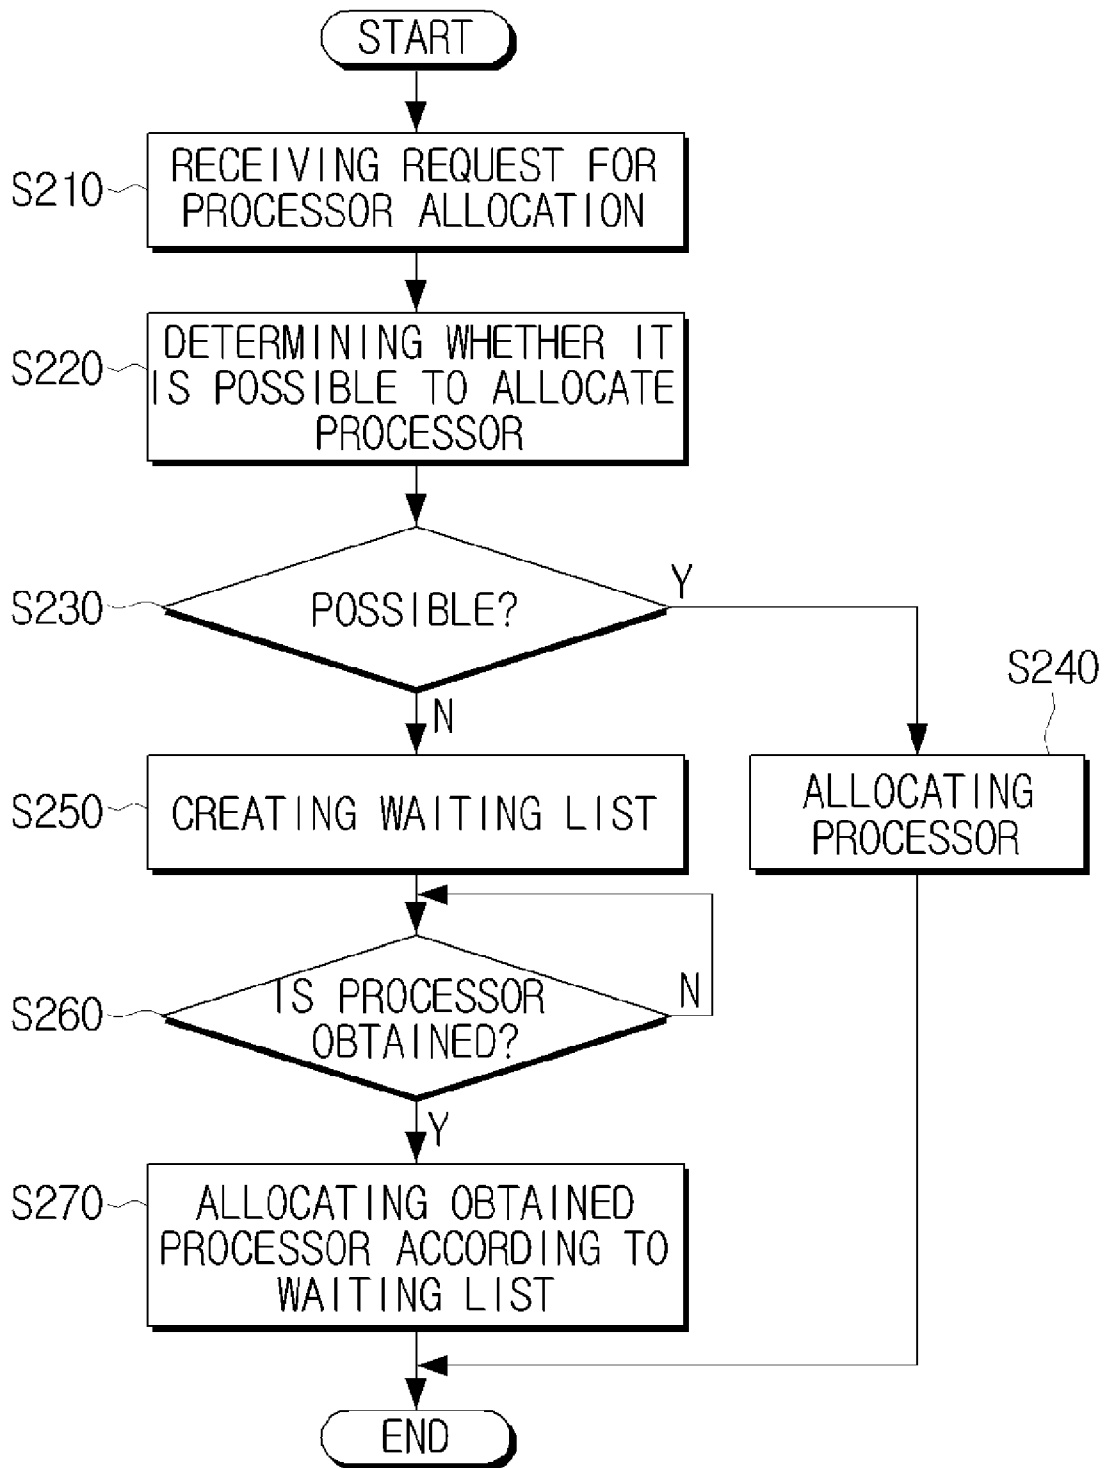 START
S210
RECEIVING REQUEST FOR
PROCESSOR ALLOCATION
S220
DETERMINING WHETHER IT
IS POSSIBLE TO ALLOCATE
PROCESSOR
S230
POSSIBLE?
Y
N
S240
ALLOCATING
PROCESSOR
S250
CREATING WAITING LIST
S260
IS PROCESSOR
OBTAINED?
N
Y
S270
ALLOCATING OBTAINED
PROCESSOR ACCORDING TO
WAITING LIST
END